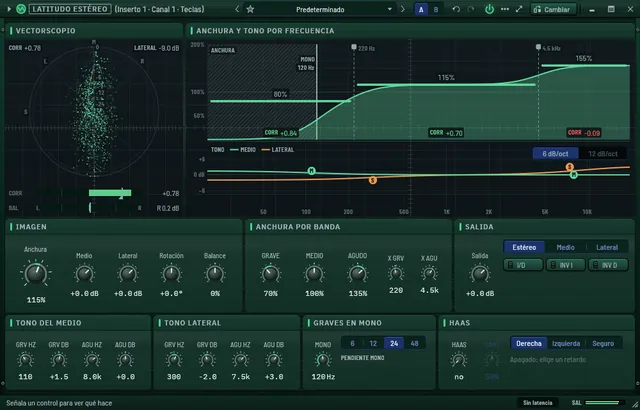 LATITUDO ESTÉREO (Inserto 1 · Canal 1 · Teclas) Predeterminado A B Cambiar
VECTORSCOPIO
CORR +0.78 LATERAL -9.0 dB
M
S
CORR +0.78
SAL L R 0.2 dB
ANCHURA Y TONO POR FRECUENCIA
200%
100%
50%
ANCHURA
MONO
120 Hz
220 Hz
4.5 kHz
80%
115%
155%
CORR +0.84
CORR +0.70
CORR -0.09
TONO MEDIO LATERAL
6 dB/oct 12 dB/oct
+6
0 dB
-6
M S S M
50 100 200 500 1K 2K 5K 10K
IMAGEN
Anchura Medio Lateral Rotación Balance
115% +0.0 dB +0.0 dB +0.0° 0%
ANCHURA POR BANDA
GRAVE MEDIO AGUDO X GRV X AGU
70% 100% 135% 220 4.5k
SALIDA
Salida
+0.0 dB
Estéreo Medio Lateral
I/D INV I INV D
TONO DEL MEDIO
GRV HZ GRV DB AGU HZ AGU DB
110 +1.5 8.0k +0.0
TONO LATERAL
GRV HZ GRV DB AGU HZ AGU DB
300 -2.0 7.5k +3.0
GRAVES EN MONO
MONO
120 Hz
6 12 24 48
PENDIENTE MONO
HAAS
HAAS
no
Derecha Izquierda Seguro
Apagado; elige un retardo.
Señala un control para ver qué hace
Sin latencia SAL